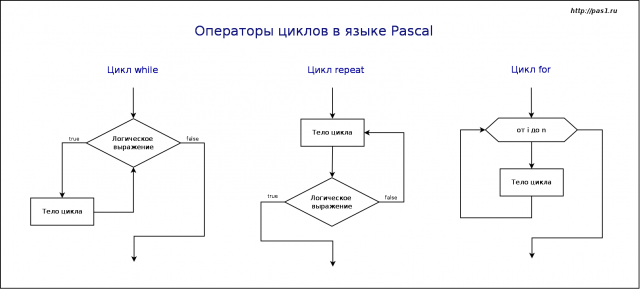 http://pas1.ru
Операторы циклов в языке Pascal
Цикл while
Логическое
выражение
true
false
Тело цикла
Цикл repeat
Тело цикла
Логическое
выражение
true
false
Цикл for
от i до n
Тело цикла